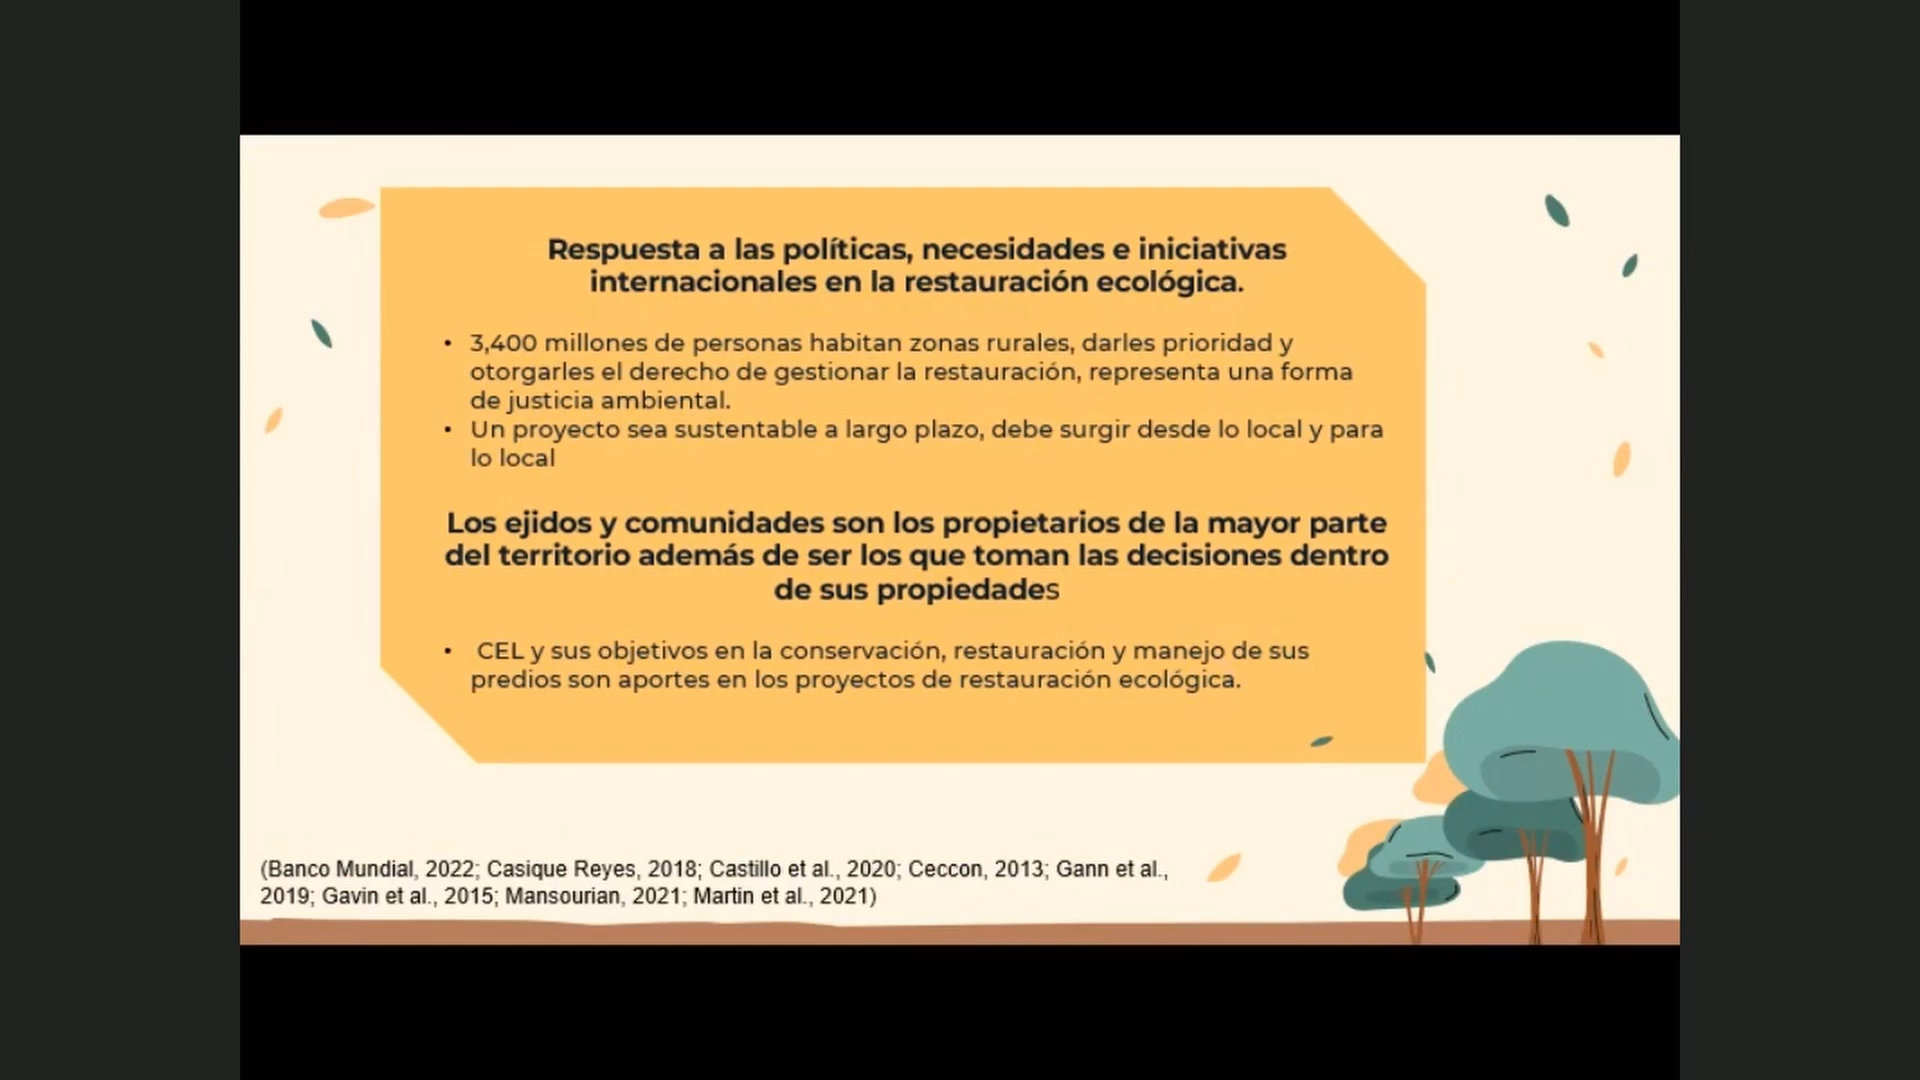 Respuesta a las políticas, necesidades e iniciativas
internacionales en la restauración ecológica.
• 3,400 millones de personas habitan zonas rurales, darles prioridad y
otorgarles el derecho de gestionar la restauración, representa una forma
de justicia ambiental.
• Un proyecto sea sustentable a largo plazo, debe surgir desde lo local y para
lo local
Los ejidos y comunidades son los propietarios de la mayor parte
del territorio además de ser los que toman las decisiones dentro
de sus propiedades
• CEL y sus objetivos en la conservación, restauración y manejo de sus
predios son aportes en los proyectos de restauración ecológica.
(Banco Mundial, 2022; Casique Reyes, 2018; Castillo et al., 2020; Ceccon, 2013; Gann et al.,
2019; Gavin et al., 2015; Mansourian, 2021; Martin et al., 2021)